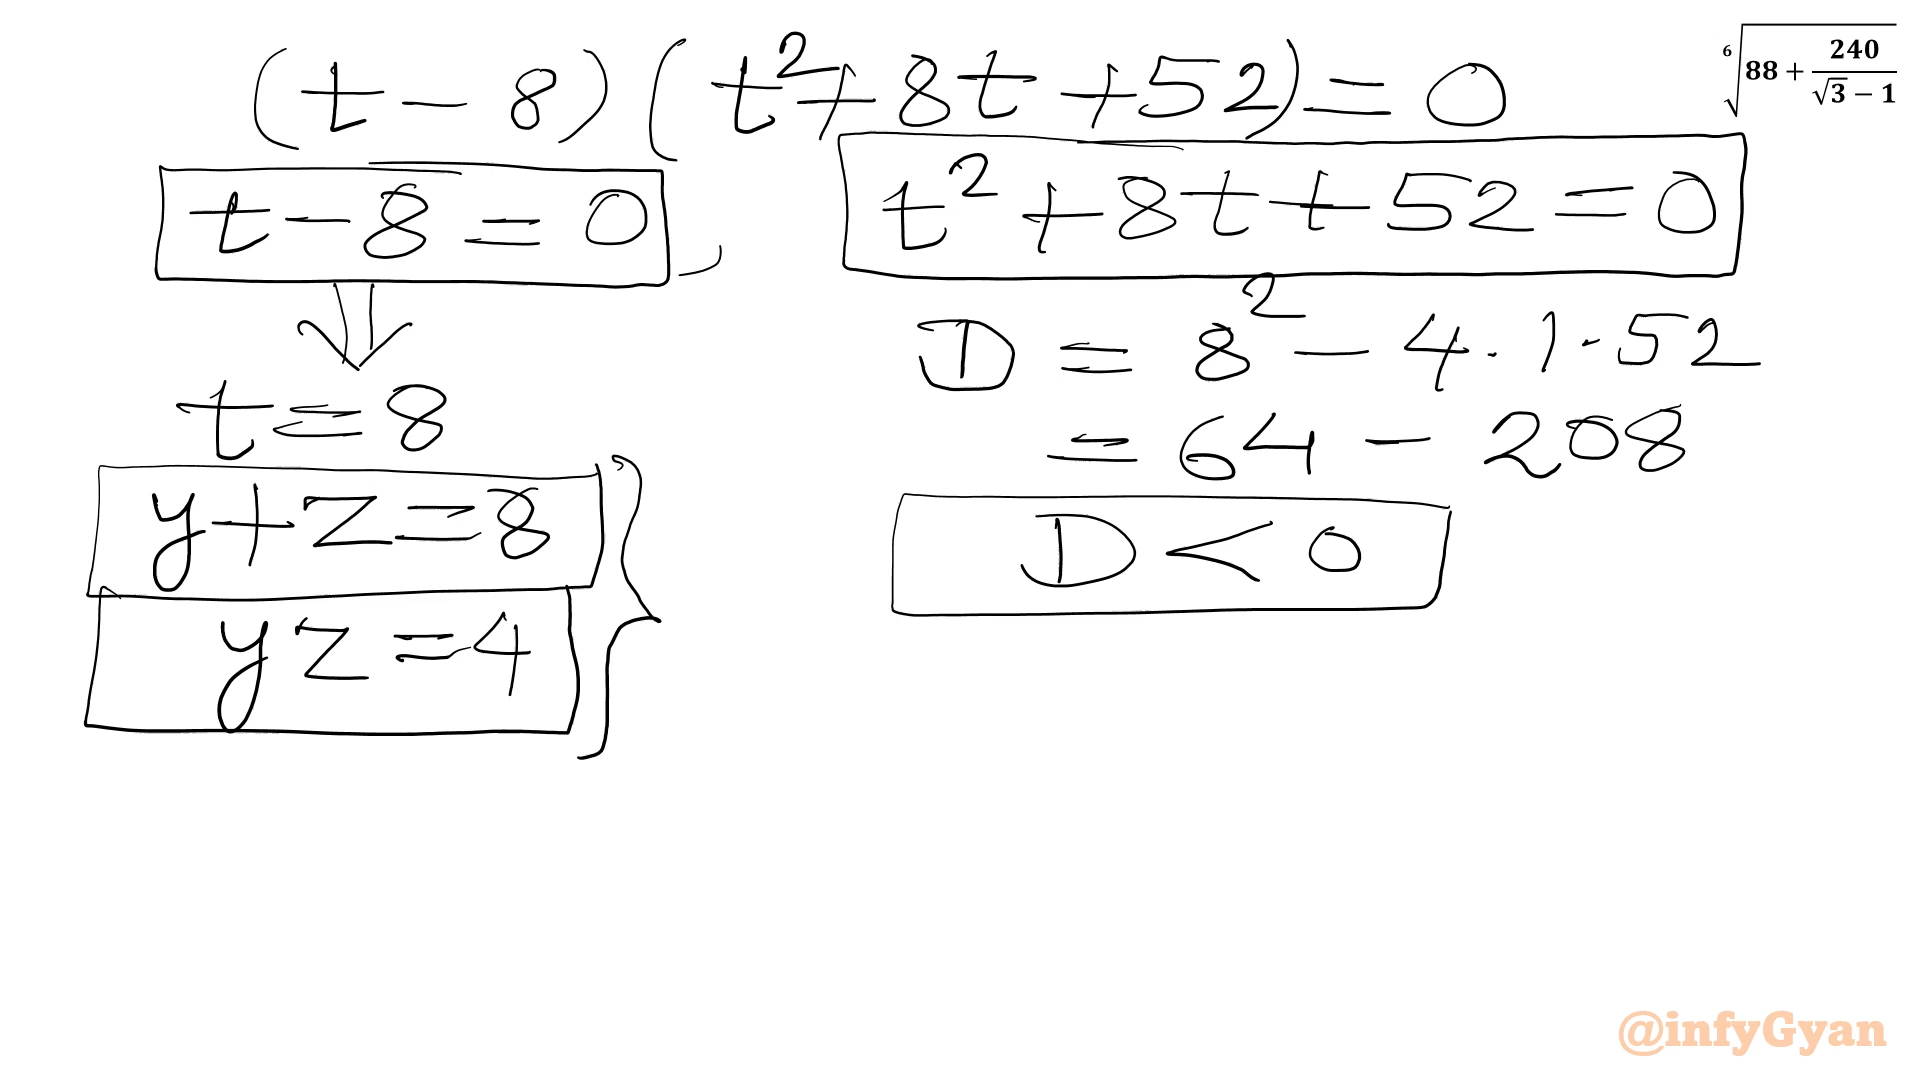 (t - 8) (t² + 8t + 52) = 0
⁶√(88 + 240/(√3 - 1))
t - 8 = 0 , t² + 8t + 52 = 0
D = 8² - 4 . 1 . 52
t = 8
= 64 - 208
y + z = 8
D < 0
yz = 4
@infyGyan